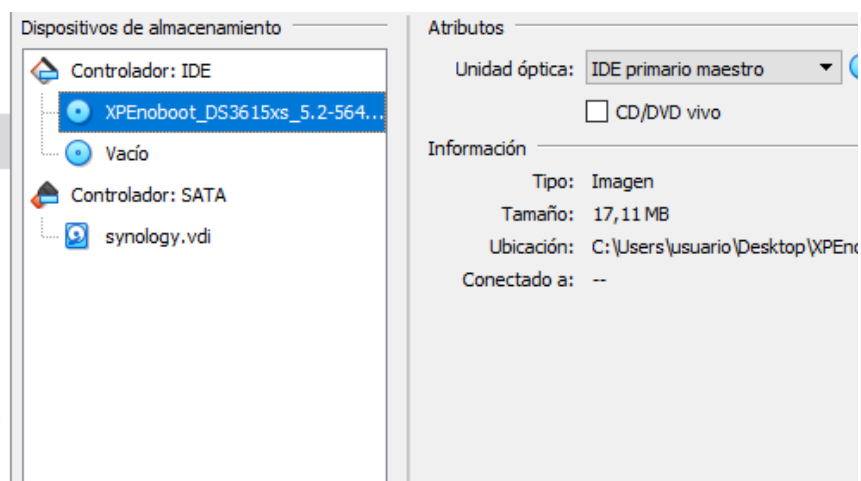 Dispositivos de almacenamiento
Controlador: IDE
XPEnoboot_DS3615xs_5.2-564...
Vacío
Controlador: SATA
synology.vdi
Atributos
Unidad óptica: IDE primario maestro
CD/DVD vivo
Información
Tipo: Imagen
Tamaño: 17,11 MB
Ubicación: C:\Users\usuario\Desktop\XPEno
Conectado a: --